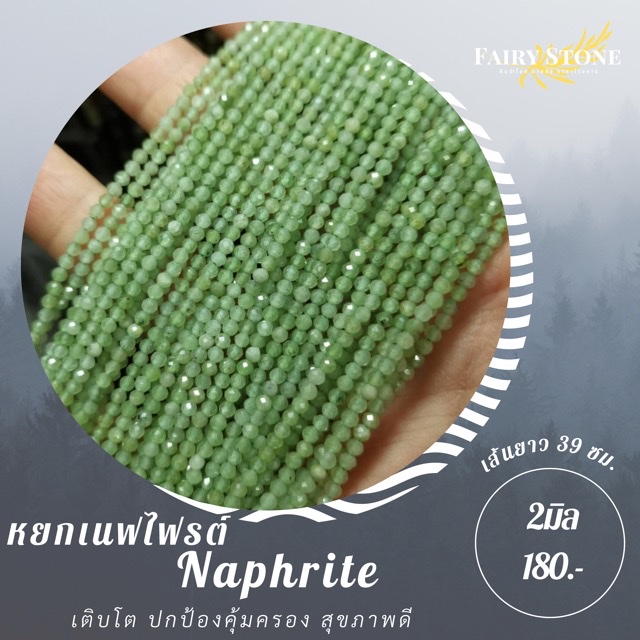 FAIRY STONE
เส้นยาว 39 ซม.
2มิล
180.-
หยกเนฟไฟรต์
Naphrite
เติบโต ปกป้องคุ้มครอง สุขภาพดี